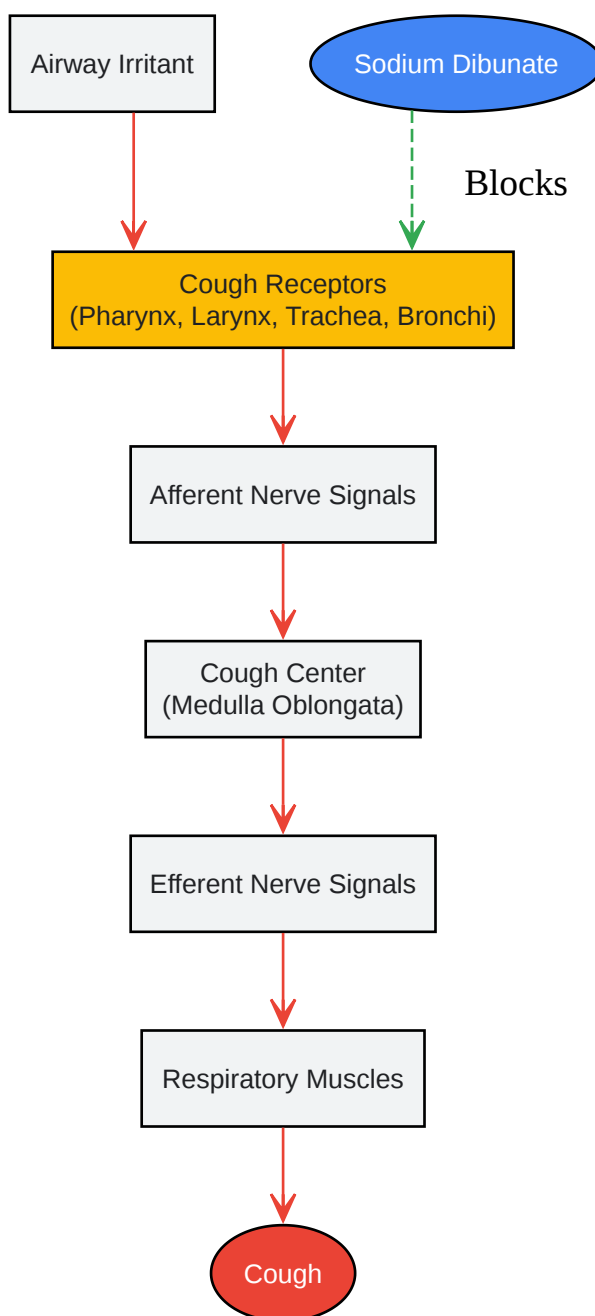 Airway Irritant
Sodium Dibunate
Blocks
Cough Receptors
(Pharynx, Larynx, Trachea, Bronchi)
Afferent Nerve Signals
Cough Center
(Medulla Oblongata)
Efferent Nerve Signals
Respiratory Muscles
Cough